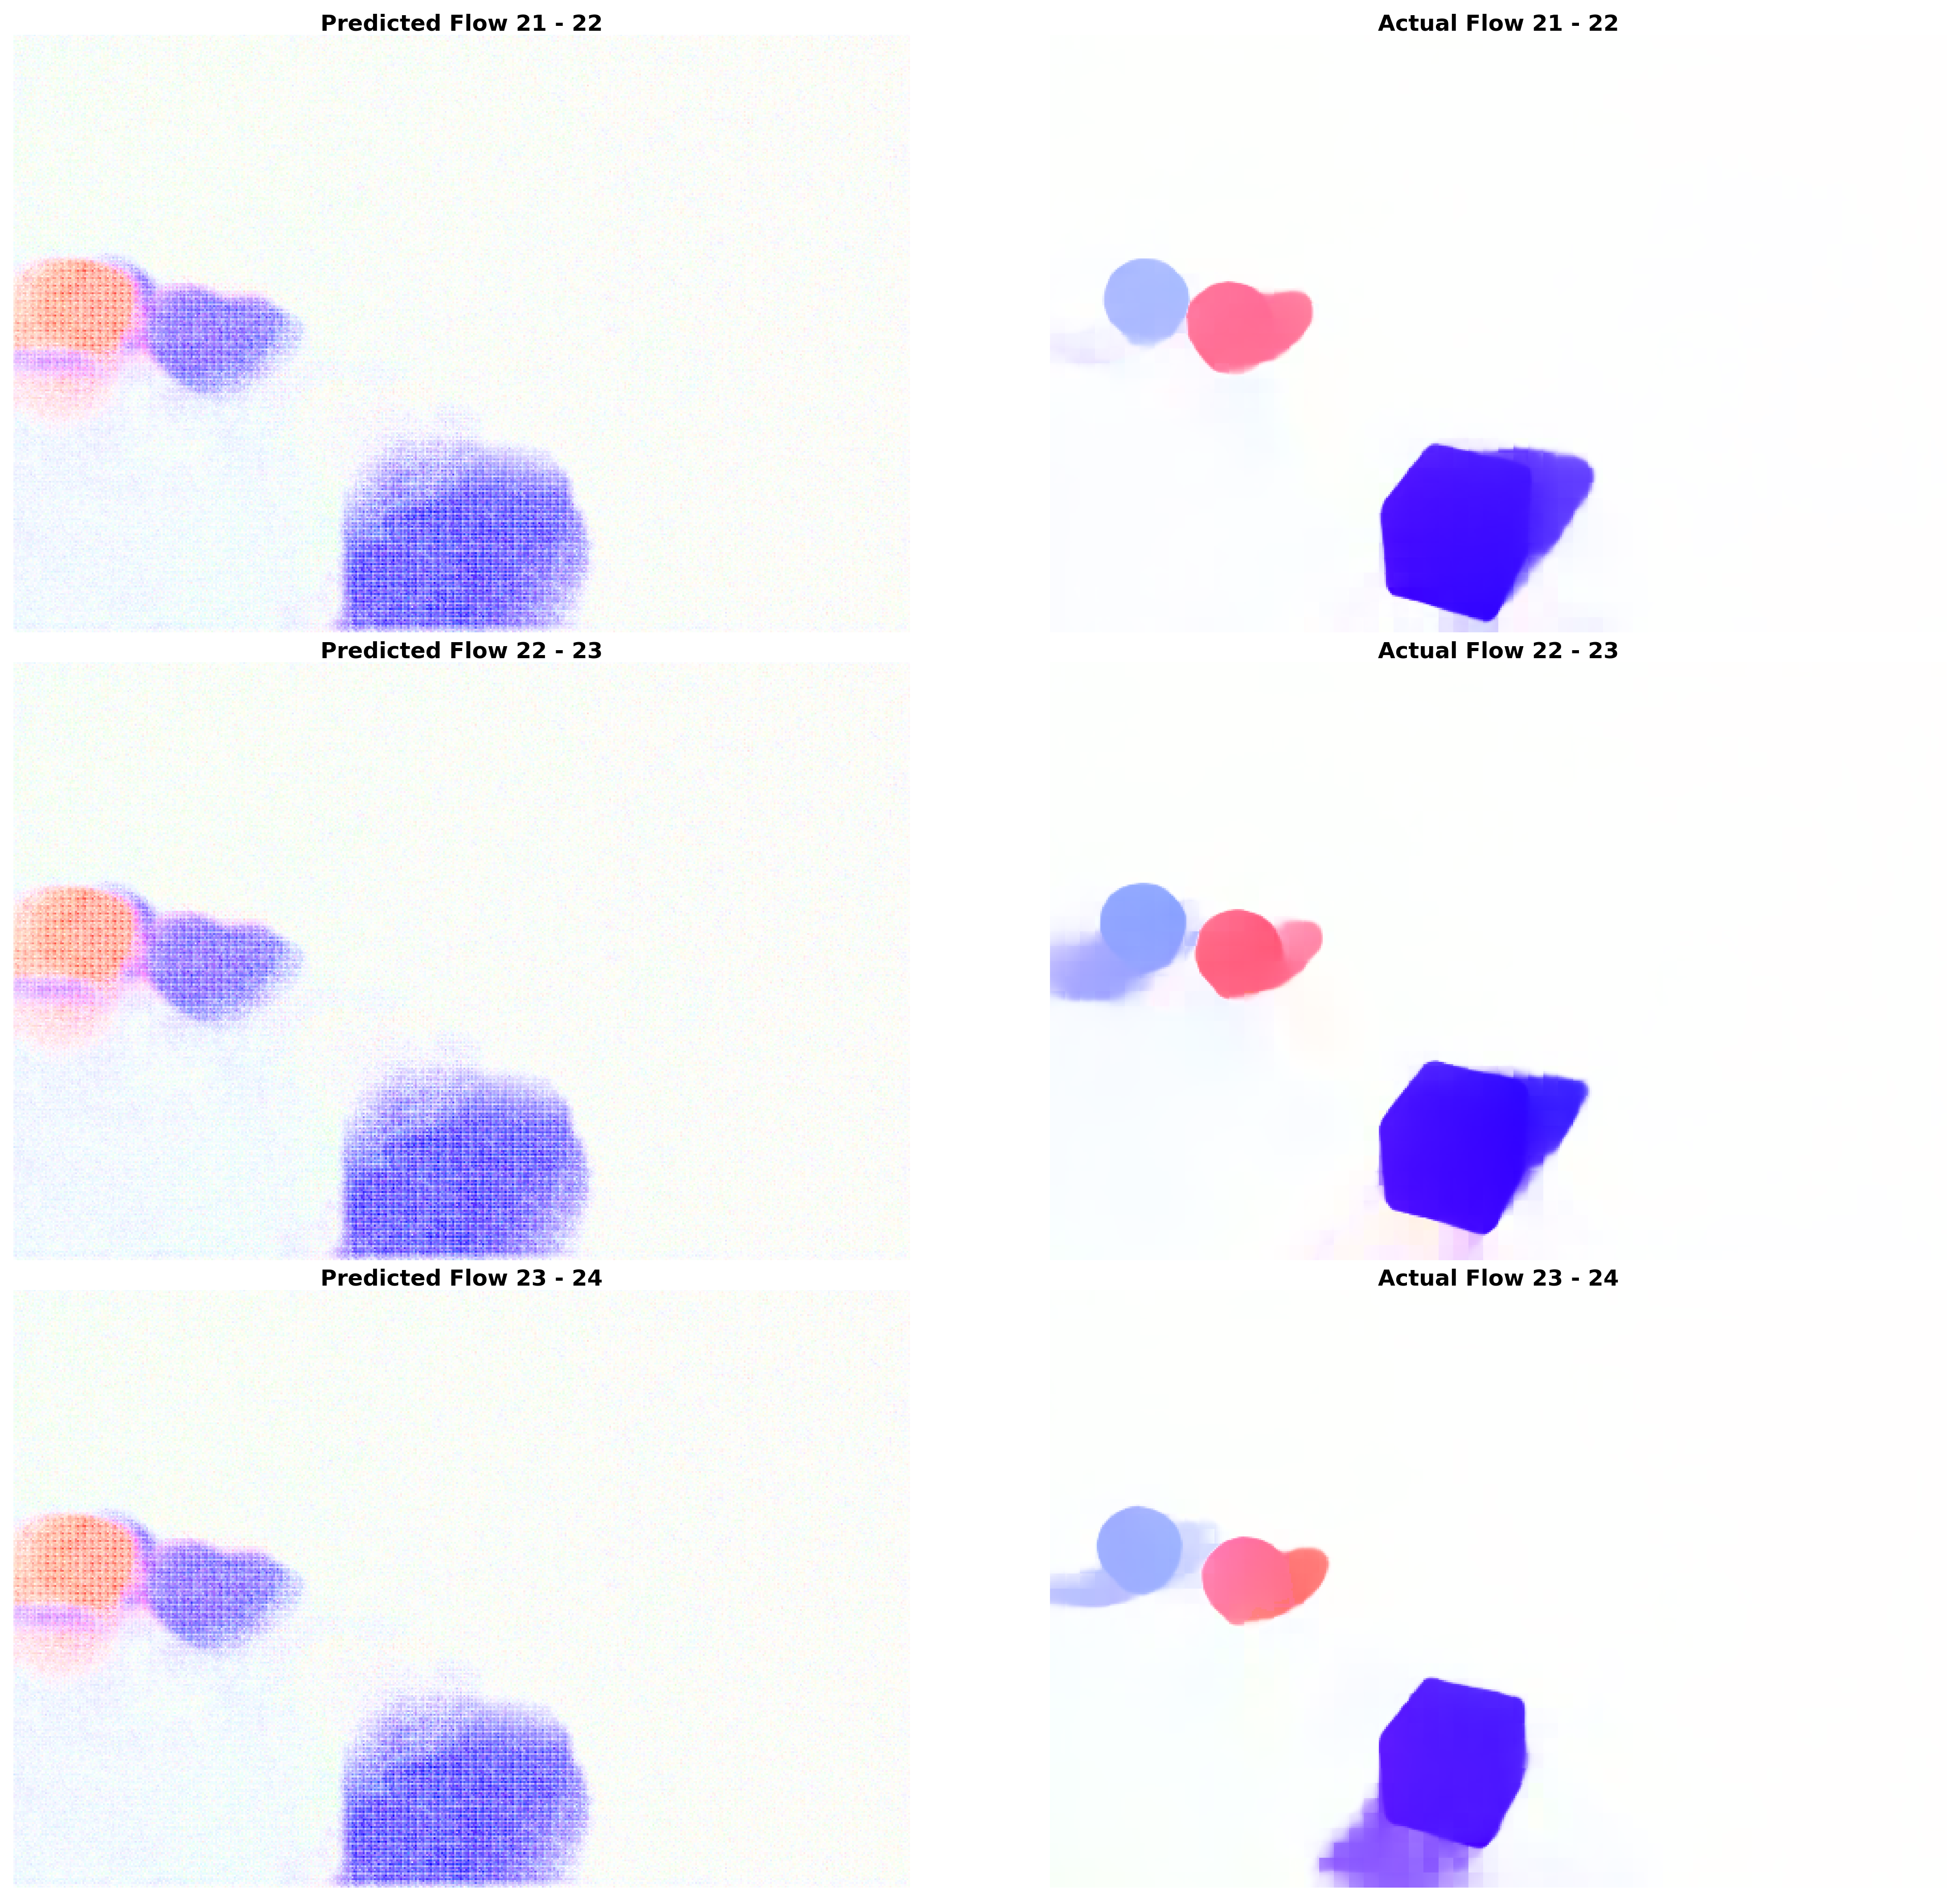 Predicted Flow 21 - 22
Actual Flow 21 - 22
Predicted Flow 22 - 23
Actual Flow 22 - 23
Predicted Flow 23 - 24
Actual Flow 23 - 24